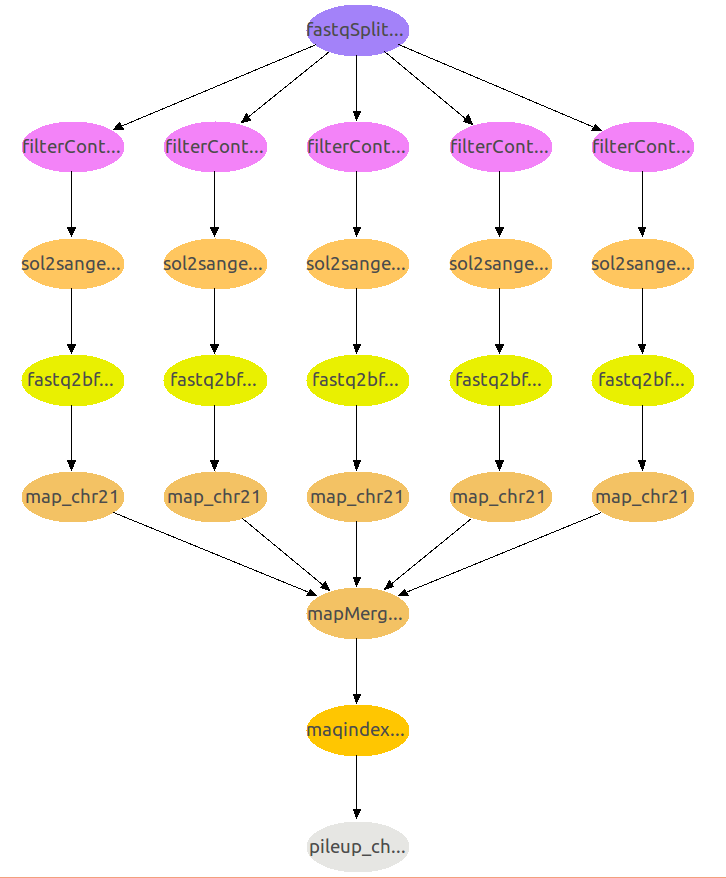 fastqSplit...
filterCont... filterCont... filterCont... filterCont... filterCont...
sol2sange... sol2sange... sol2sange... sol2sange... sol2sange...
fastq2bf... fastq2bf... fastq2bf... fastq2bf... fastq2bf...
map_chr21 map_chr21 map_chr21 map_chr21 map_chr21
mapMerg...
maqindex...
pileup_ch...